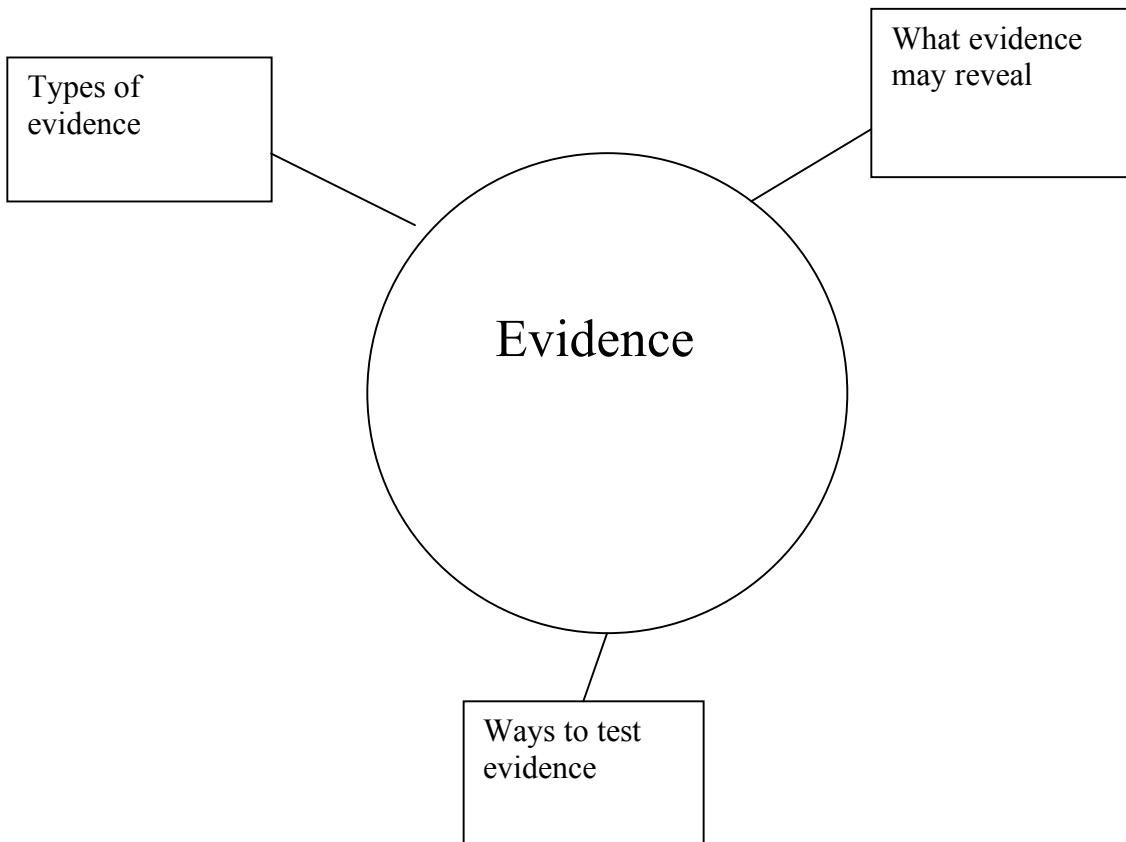 Types of
evidence
What evidence
may reveal
Evidence
Ways to test
evidence